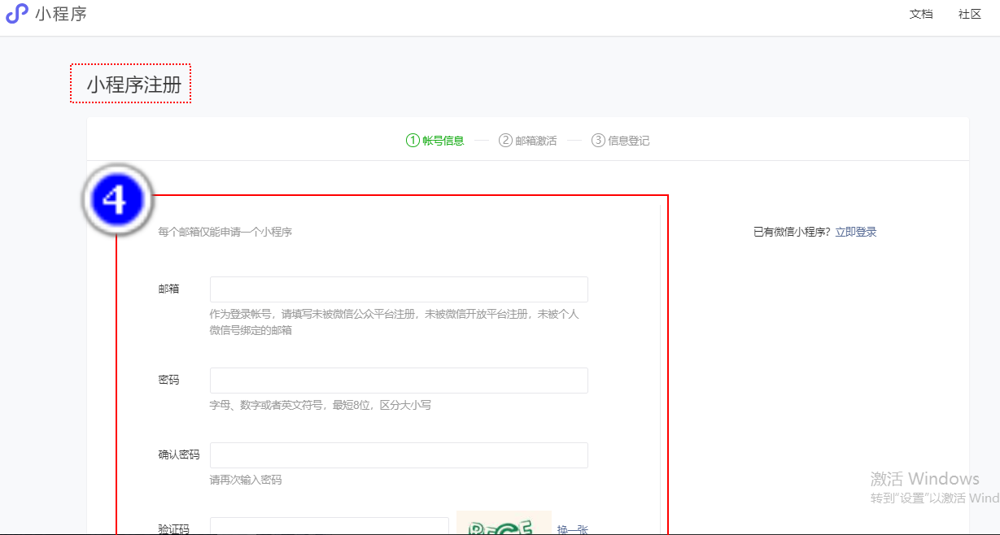 小程序
文档
社区
小程序注册
1 帐号信息
2 邮箱激活
3 信息登记
4
每个邮箱仅能申请一个小程序
已有微信小程序？立即登录
邮箱
作为登录帐号，请填写未被微信公众平台注册，未被微信开放平台注册，未被个人
微信号绑定的邮箱
密码
字母、数字或者英文符号，最短8位，区分大小写
确认密码
请再次输入密码
激活 Windows
转到“设置”以激活 Wind
验证码
换一张